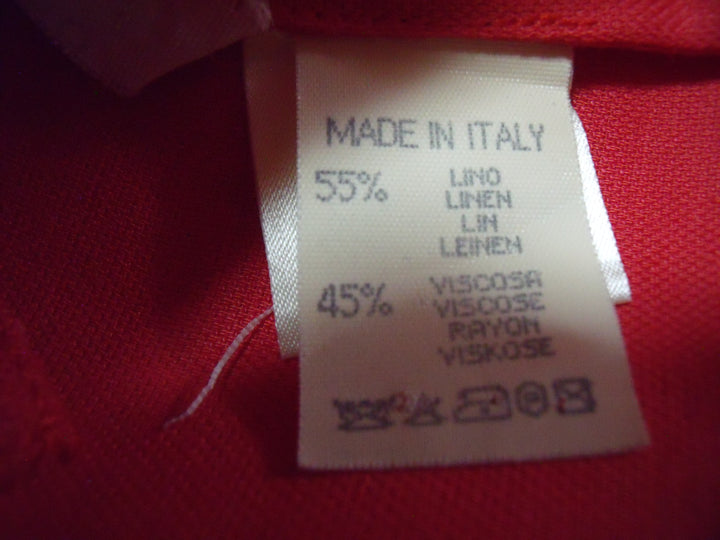 MADE IN ITALY
55% LINO
LINEN
LIN
LEINEN
45% VISCOSA
VISCOSE
RAYON
VISKOSE